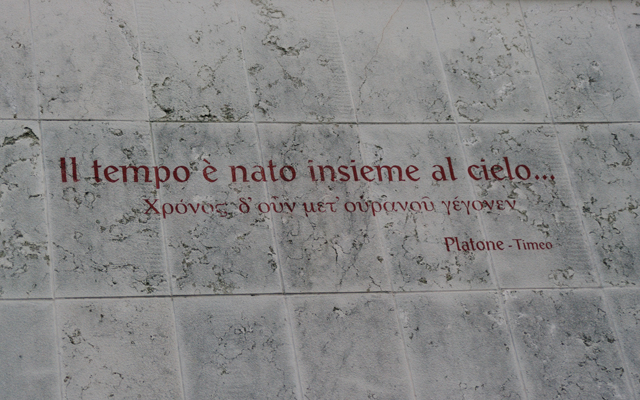 Il tempo è nato insieme al cielo...
Χρόνος, δ' οὖν μετ' οὐρανοῦ γέγονεν
Platone - Timeo